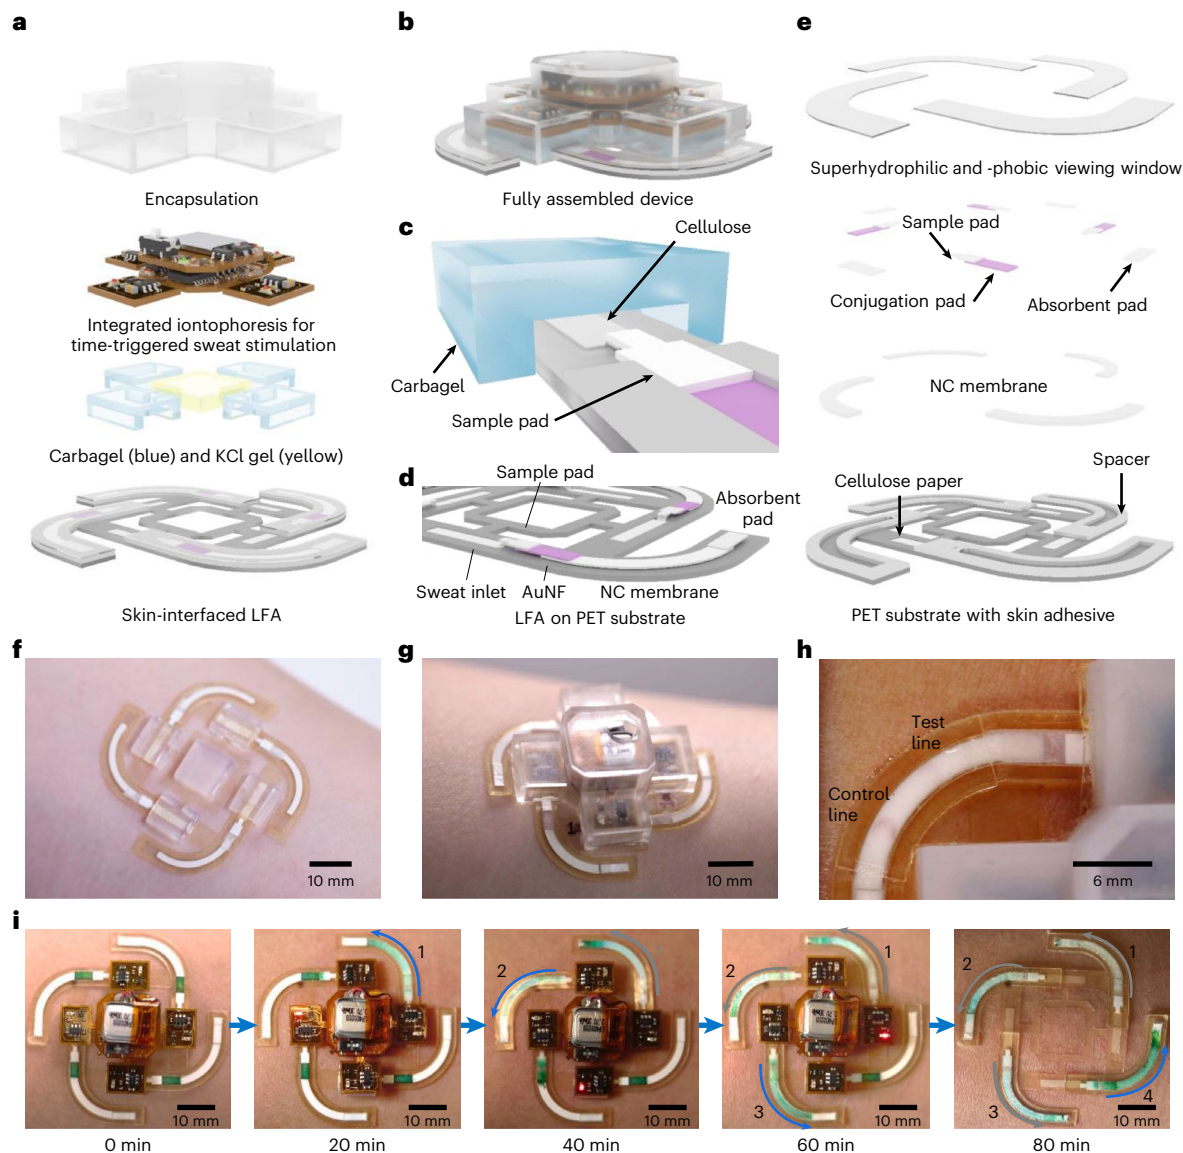 a
Encapsulation
Integrated iontophoresis for
time-triggered sweat stimulation
Carbagel (blue) and KCl gel (yellow)
Skin-interfaced LFA
b
Fully assembled device
c
Cellulose
Carbagel
Sample pad
d
Sample pad
Absorbent
pad
Sweat inlet
AuNF
NC membrane
LFA on PET substrate
e
Superhydrophilic and -phobic viewing window
Sample pad
Conjugation pad
Absorbent pad
NC membrane
Spacer
Cellulose paper
PET substrate with skin adhesive
f
10 mm
g
10 mm
h
Test
line
Control
line
6 mm
i
10 mm
0 min
1
10 mm
20 min
2
10 mm
40 min
1
2
3
10 mm
60 min
1
2
3
4
10 mm
80 min